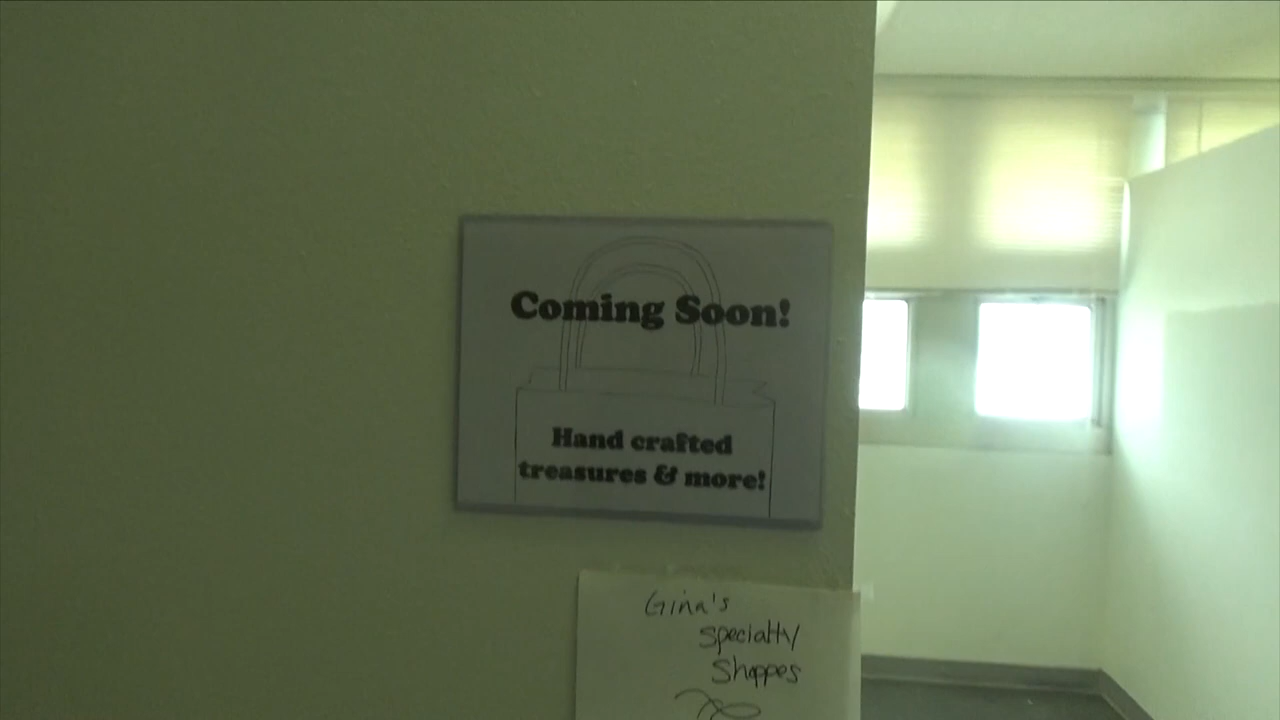 Coming Soon!
Hand crafted
treasures & more!
Gina's
Specialty
Shoppes